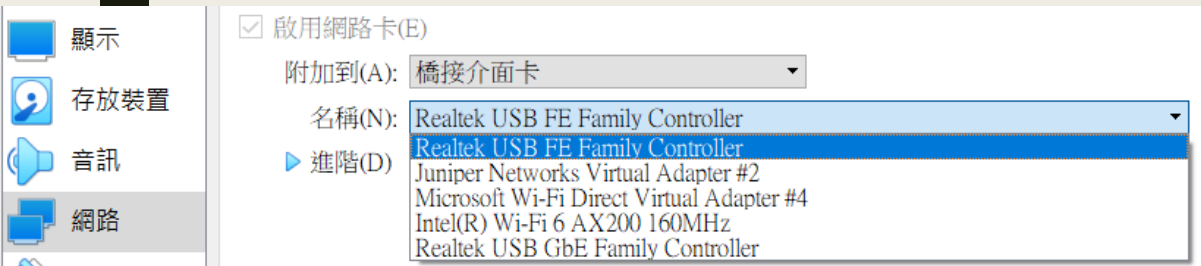 顯示
存放裝置
音訊
網路
啟用網路卡(E)
附加到(A): 橋接介面卡
名稱(N): Realtek USB FE Family Controller
Realtek USB FE Family Controller
進階(D)
Juniper Networks Virtual Adapter #2
Microsoft Wi-Fi Direct Virtual Adapter #4
Intel(R) Wi-Fi 6 AX200 160MHz
Realtek USB GbE Family Controller